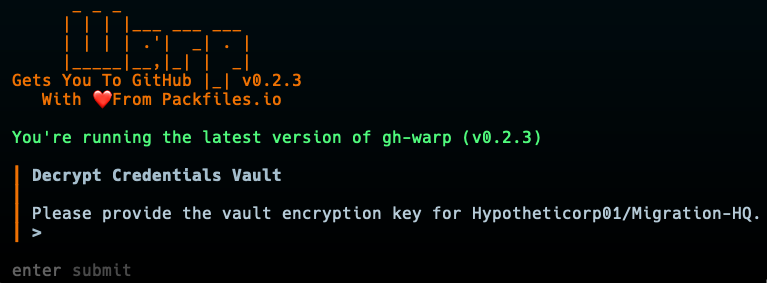 Warp
Gets You To GitHub v0.2.3
With ❤️From Packfiles.io
You're running the latest version of gh-warp (v0.2.3)
Decrypt Credentials Vault
Please provide the vault encryption key for Hypotheticorp01/Migration-HQ.
>
enter submit